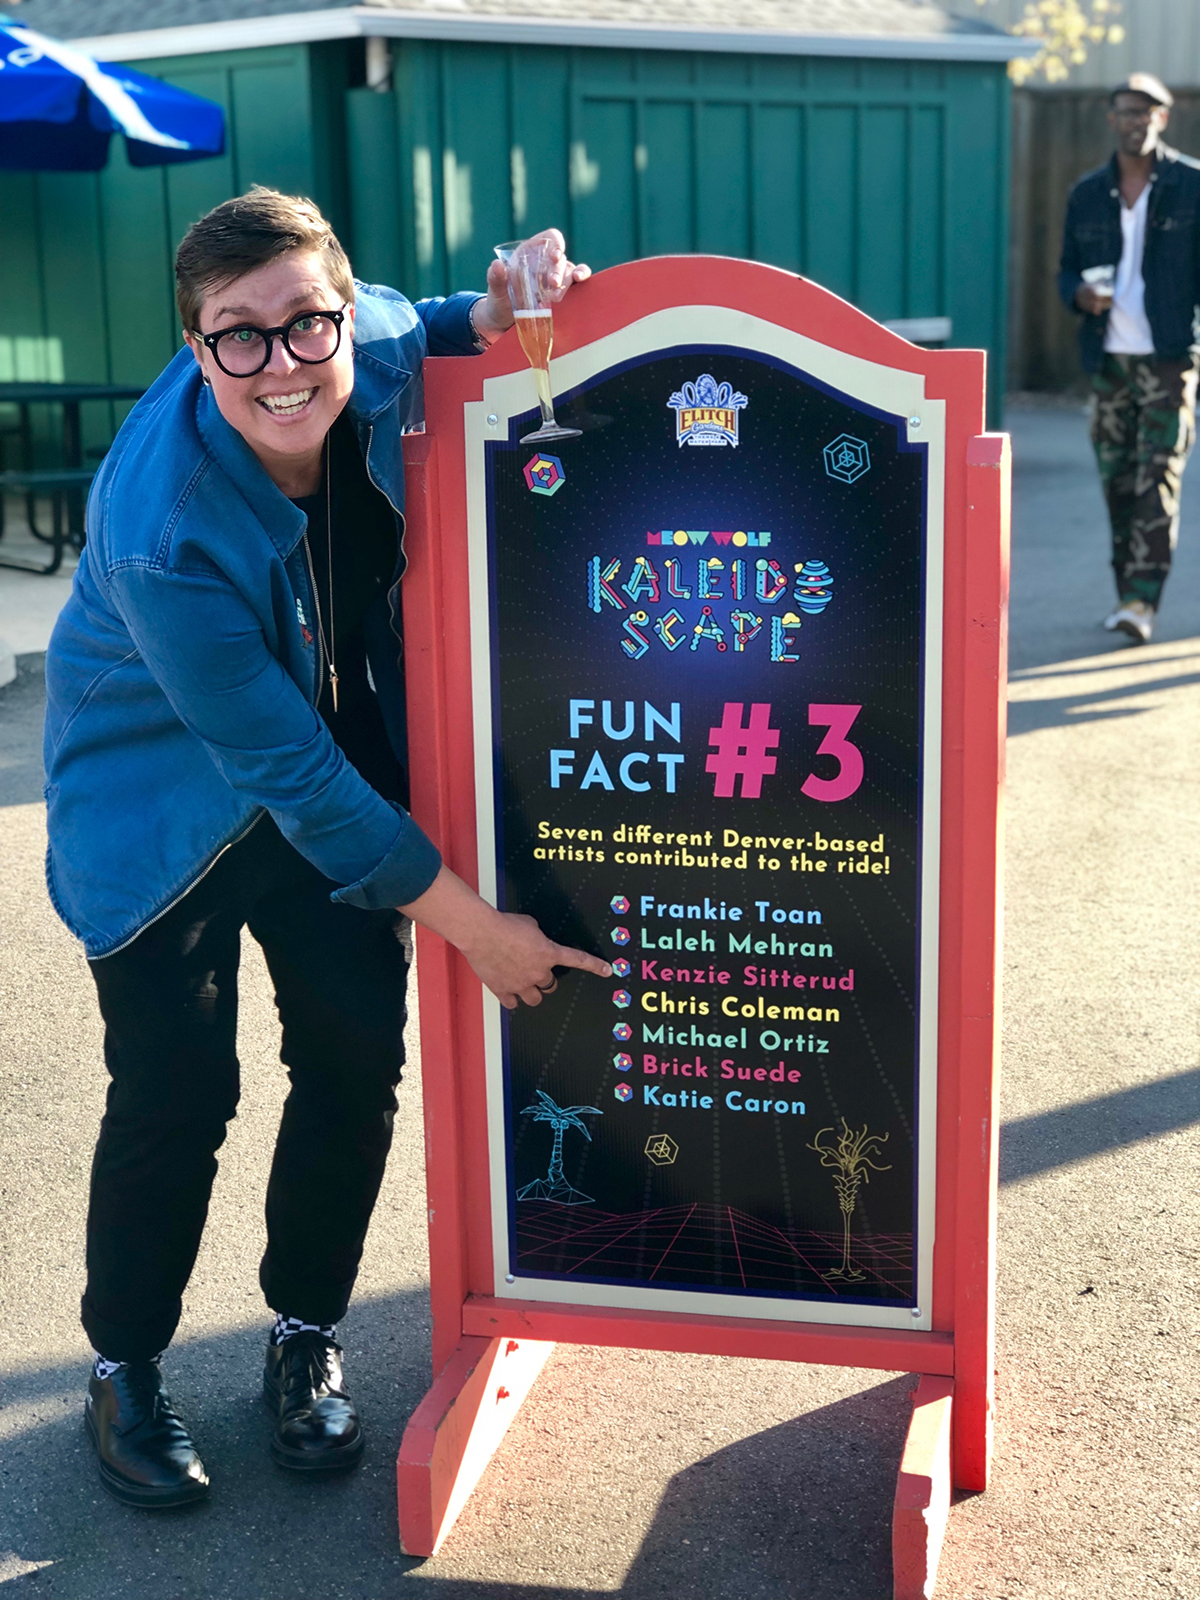 ELITCH
Gardens
MEOW WOLF
KALEIDO
SCAPE
FUN
FACT #3
Seven different Denver-based
artists contributed to the ride!
Frankie Toan
Laleh Mehran
Kenzie Sitterud
Chris Coleman
Michael Ortiz
Brick Suede
Katie Caron